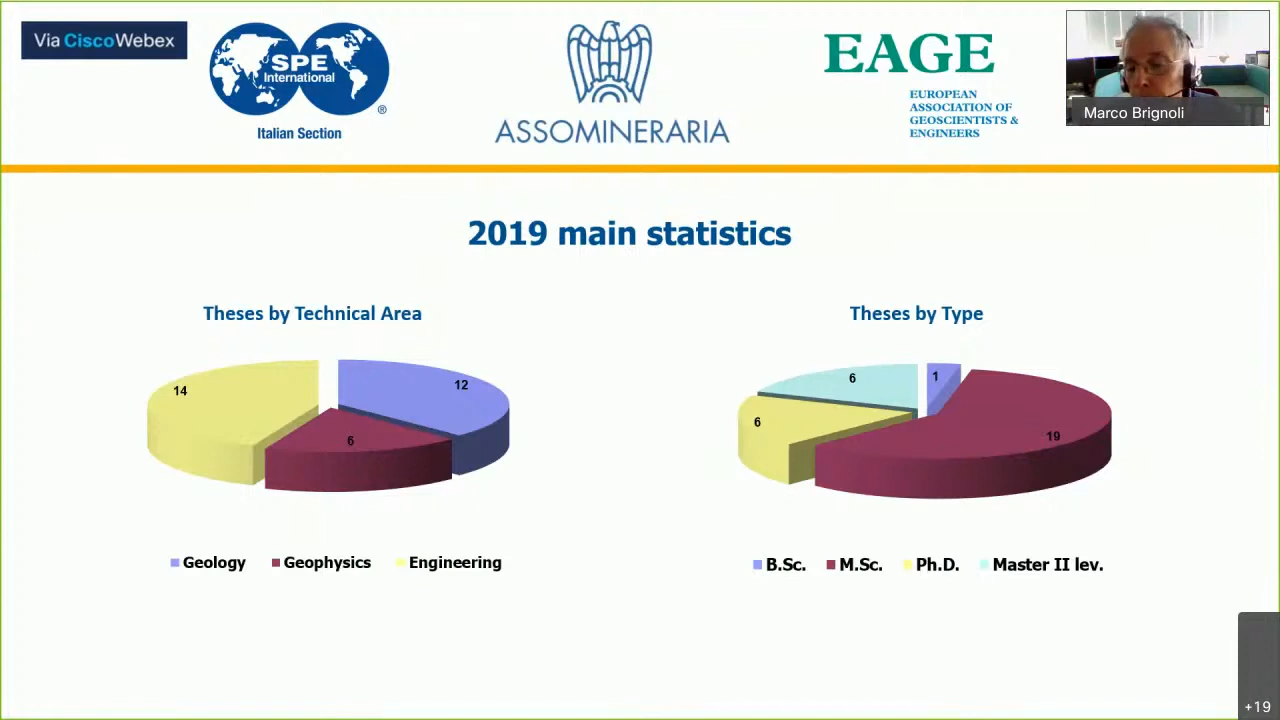 Via CiscoWebex
SPE
International
®
Italian Section
ASSOMINERARIA
EAGE
EUROPEAN
ASSOCIATION OF
GEOSCIENTISTS &
ENGINEERS
Marco Brignoli
2019 main statistics
Theses by Technical Area
14
12
6
Geology Geophysics Engineering
Theses by Type
6
1
6
19
B.Sc. M.Sc. Ph.D. Master II lev.
+19